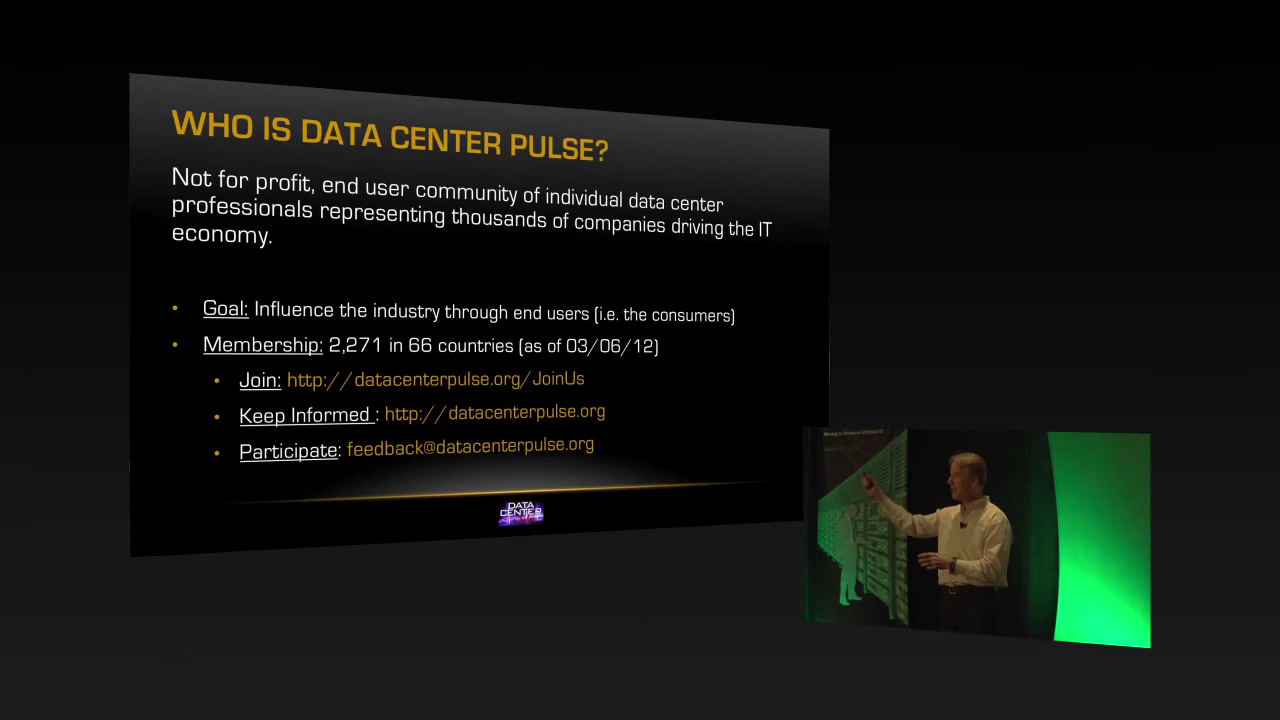 WHO IS DATA CENTER PULSE?
Not for profit, end user community of individual data center
professionals representing thousands of companies driving the IT
economy.
• Goal: Influence the industry through end users (i.e. the consumers)
• Membership: 2,271 in 66 countries (as of 03/06/12)
• Join: http://datacenterpulse.org/JoinUs
• Keep Informed : http://datacenterpulse.org
• Participate: feedback@datacenterpulse.org
DATA
CENTER